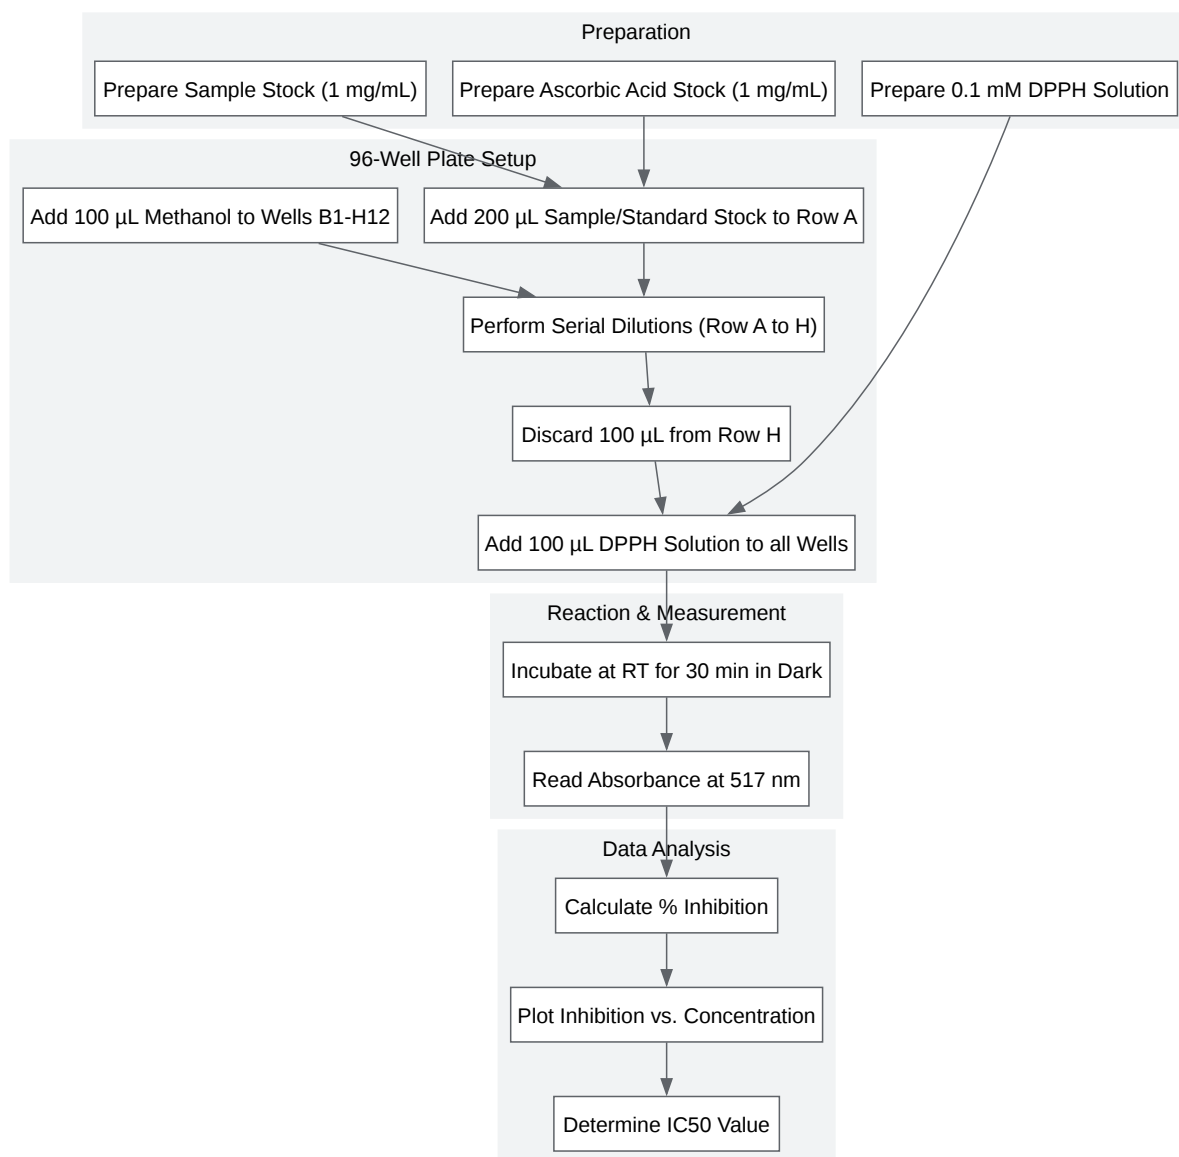 Preparation
Prepare Sample Stock (1 mg/mL)
Prepare Ascorbic Acid Stock (1 mg/mL)
Prepare 0.1 mM DPPH Solution
96-Well Plate Setup
Add 100 µL Methanol to Wells B1-H12
Add 200 µL Sample/Standard Stock to Row A
Perform Serial Dilutions (Row A to H)
Discard 100 µL from Row H
Add 100 µL DPPH Solution to all Wells
Reaction & Measurement
Incubate at RT for 30 min in Dark
Read Absorbance at 517 nm
Data Analysis
Calculate % Inhibition
Plot Inhibition vs. Concentration
Determine IC50 Value